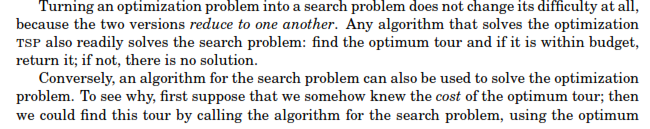 Turning an optimization problem into a search problem does not change its difficulty at all,
because the two versions reduce to one another. Any algorithm that solves the optimization
TSP also readily solves the search problem: find the optimum tour and if it is within budget,
return it; if not, there is no solution.
Conversely, an algorithm for the search problem can also be used to solve the optimization
problem. To see why, first suppose that we somehow knew the cost of the optimum tour; then
we could find this tour by calling the algorithm for the search problem, using the optimum